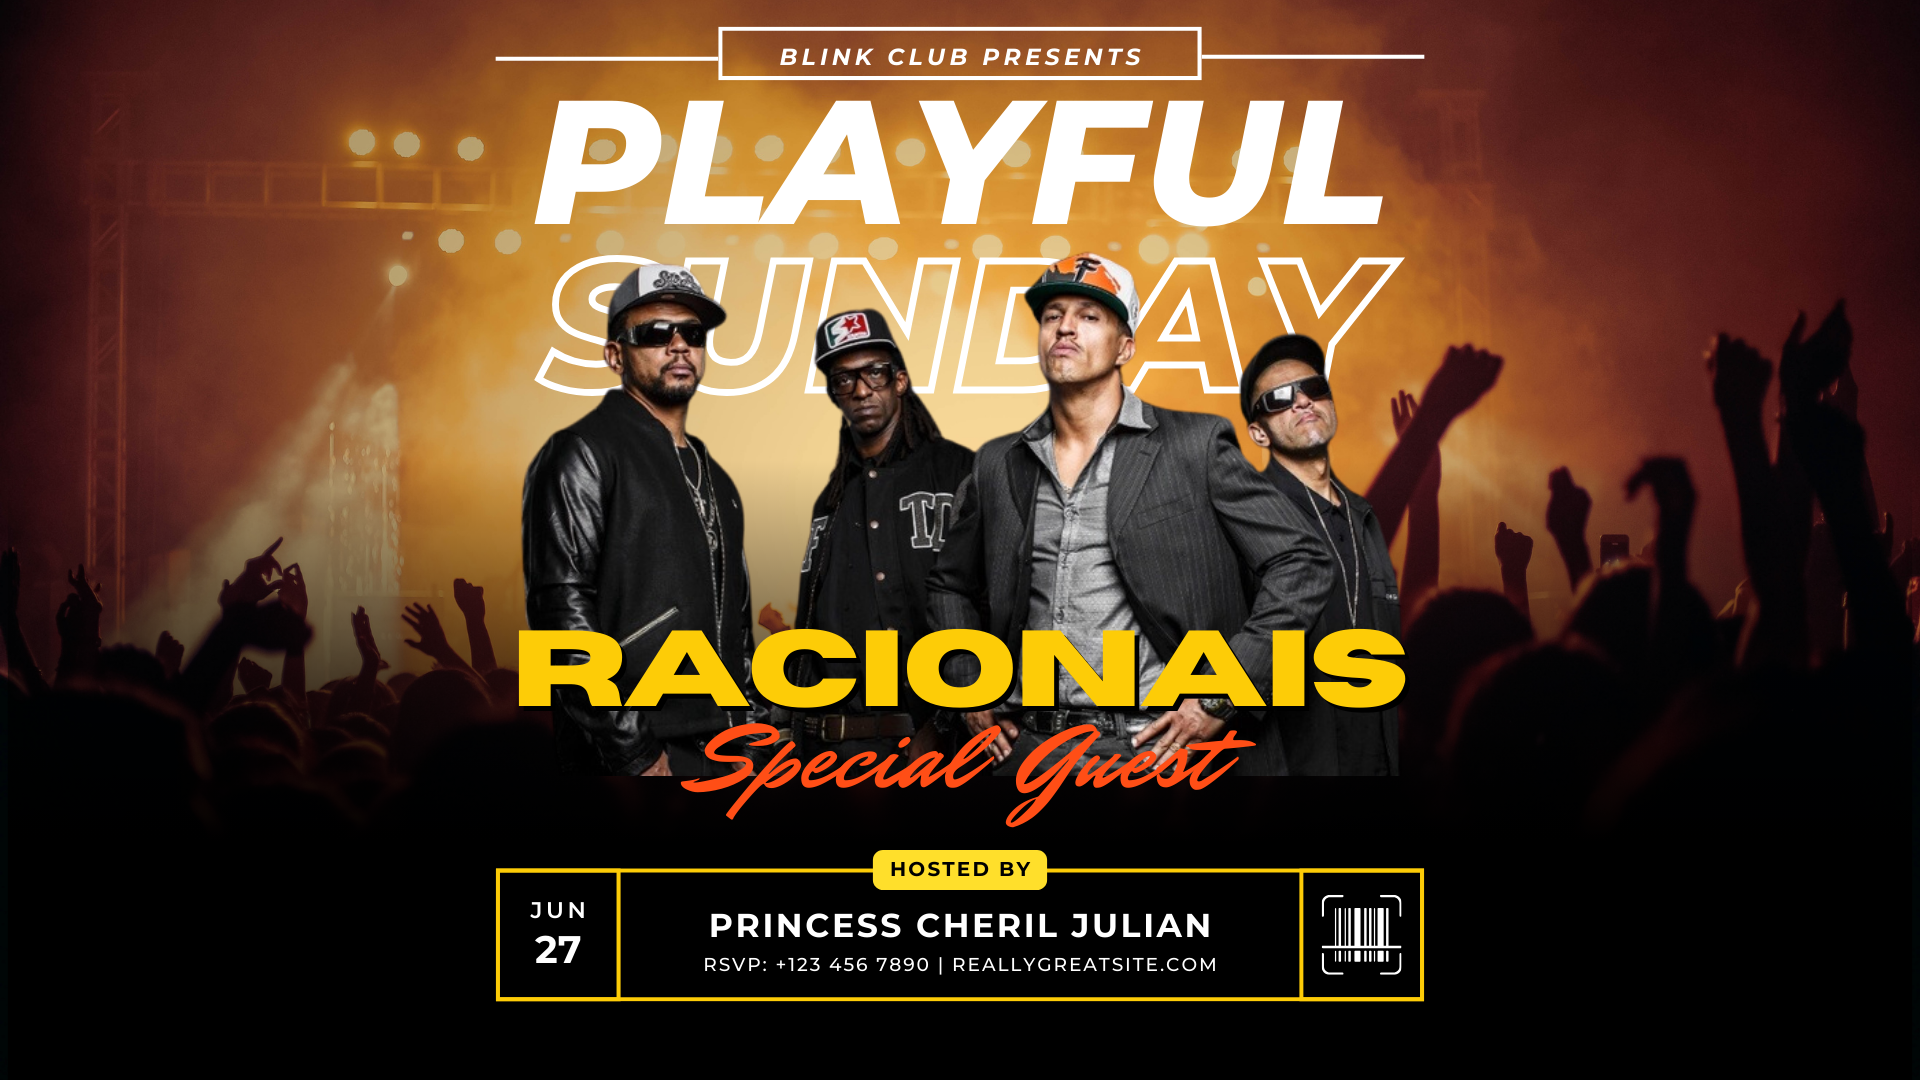 BLINK CLUB PRESENTS
PLAYFUL
SUNDAY
RACIONAIS
Special Guest
HOSTED BY
JUN
27
PRINCESS CHERIL JULIAN
RSVP: +123 456 7890 | REALLYGREATSITE.COM